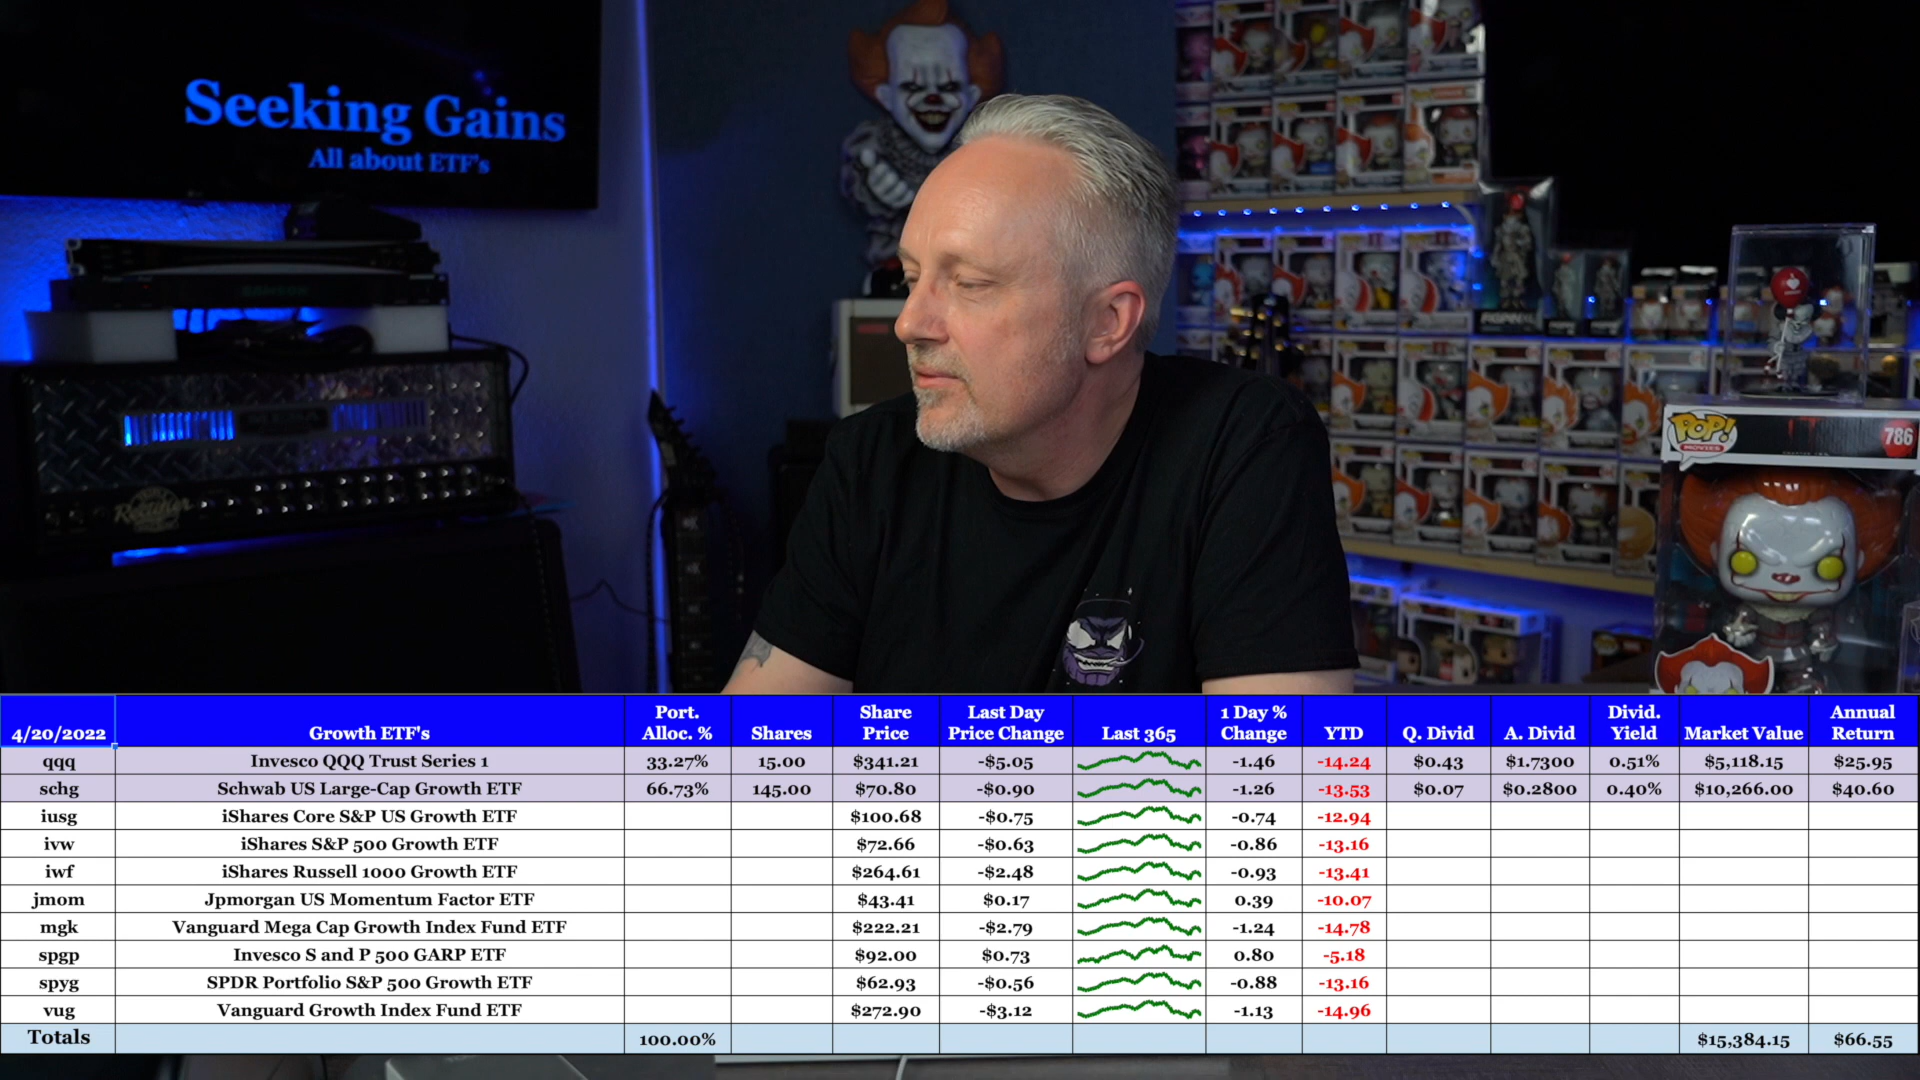 Seeking Gains
All about ETF's
SAMSON
Rectifier
FiGPiN
POP!
MOVIES
786
4/20/2022 Growth ETF's Port. Alloc. % Shares Share Price Last Day Price Change Last 365 1 Day % Change YTD Q. Divid A. Divid Divid. Yield Market Value Annual Return
qqq Invesco QQQ Trust Series 1 33.27% 15.00 $341.21 -$5.05 -1.46 -14.24 $0.43 $1.7300 0.51% $5,118.15 $25.95
schg Schwab US Large-Cap Growth ETF 66.73% 145.00 $70.80 -$0.90 -1.26 -13.53 $0.07 $0.2800 0.40% $10,266.00 $40.60
iusg iShares Core S&P US Growth ETF $100.68 -$0.75 -0.74 -12.94
ivw iShares S&P 500 Growth ETF $72.66 -$0.63 -0.86 -13.16
iwf iShares Russell 1000 Growth ETF $264.61 -$2.48 -0.93 -13.41
jmom Jpmorgan US Momentum Factor ETF $43.41 $0.17 0.39 -10.07
mgk Vanguard Mega Cap Growth Index Fund ETF $222.21 -$2.79 -1.24 -14.78
spgp Invesco S and P 500 GARP ETF $92.00 $0.73 0.80 -5.18
spyg SPDR Portfolio S&P 500 Growth ETF $62.93 -$0.56 -0.88 -13.16
vug Vanguard Growth Index Fund ETF $272.90 -$3.12 -1.13 -14.96
Totals 100.00% $15,384.15 $66.55